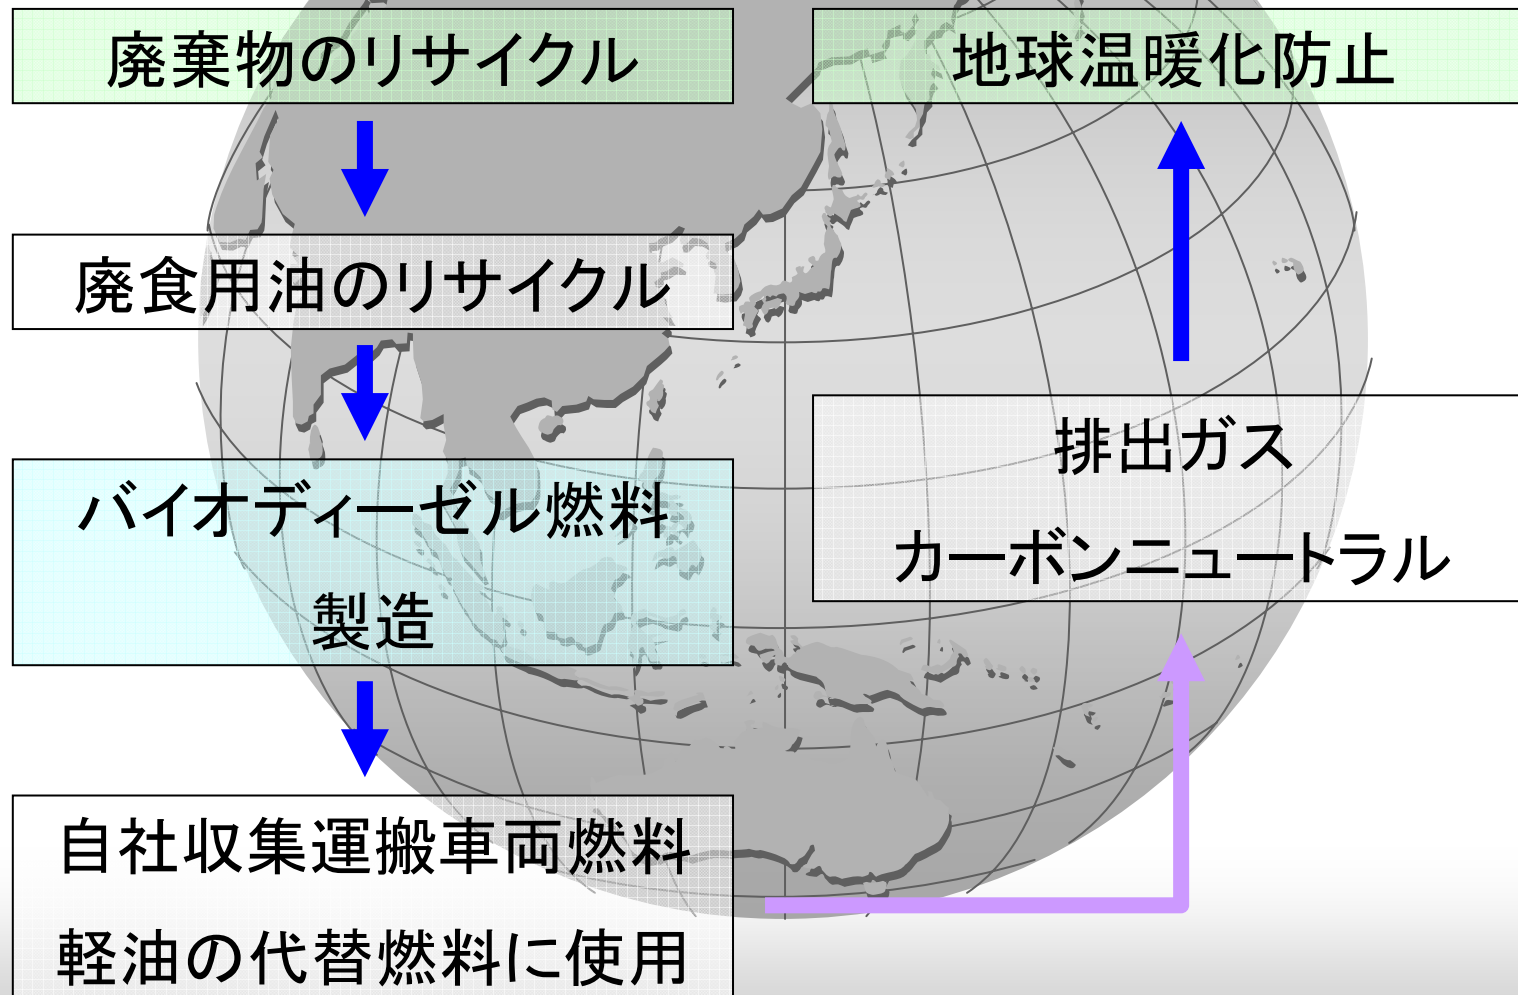 廃棄物のリサイクル
廃食用油のリサイクル
バイオディーゼル燃料
製造
自社収集運搬車両燃料
軽油の代替燃料に使用
地球温暖化防止
排出ガス
カーボンニュートラル